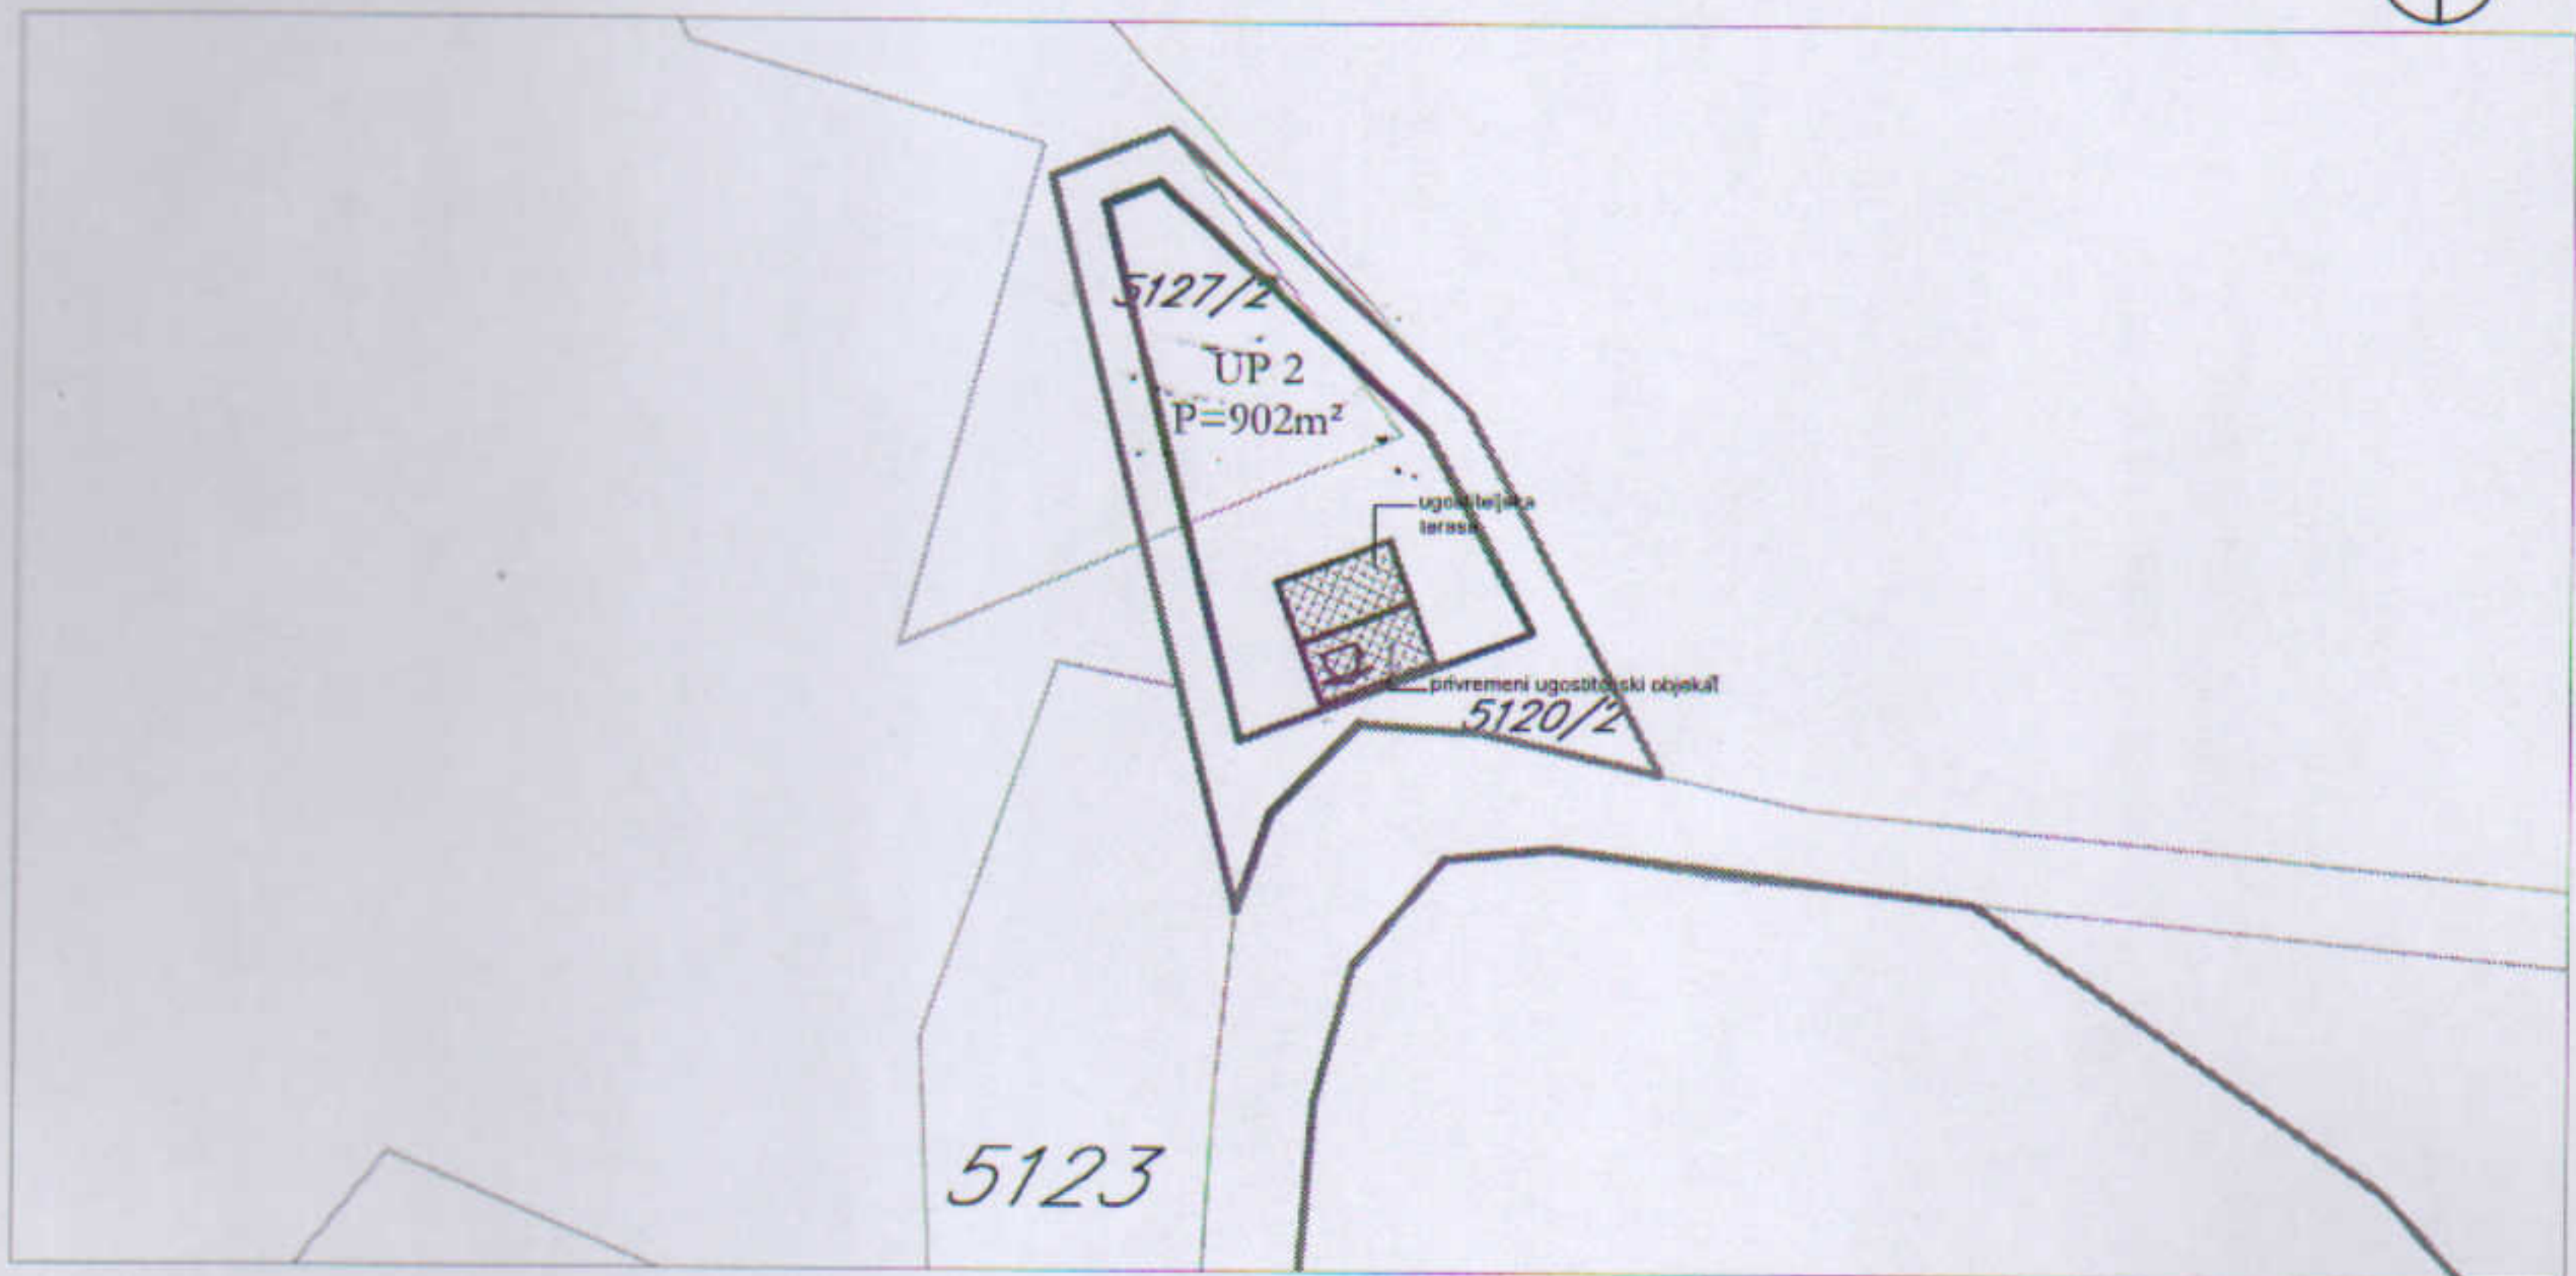 5127/2
UP 2
P=902m²
ugostiteljska
terasa
privremeni ugostiteljski objekat
5120/2
5123